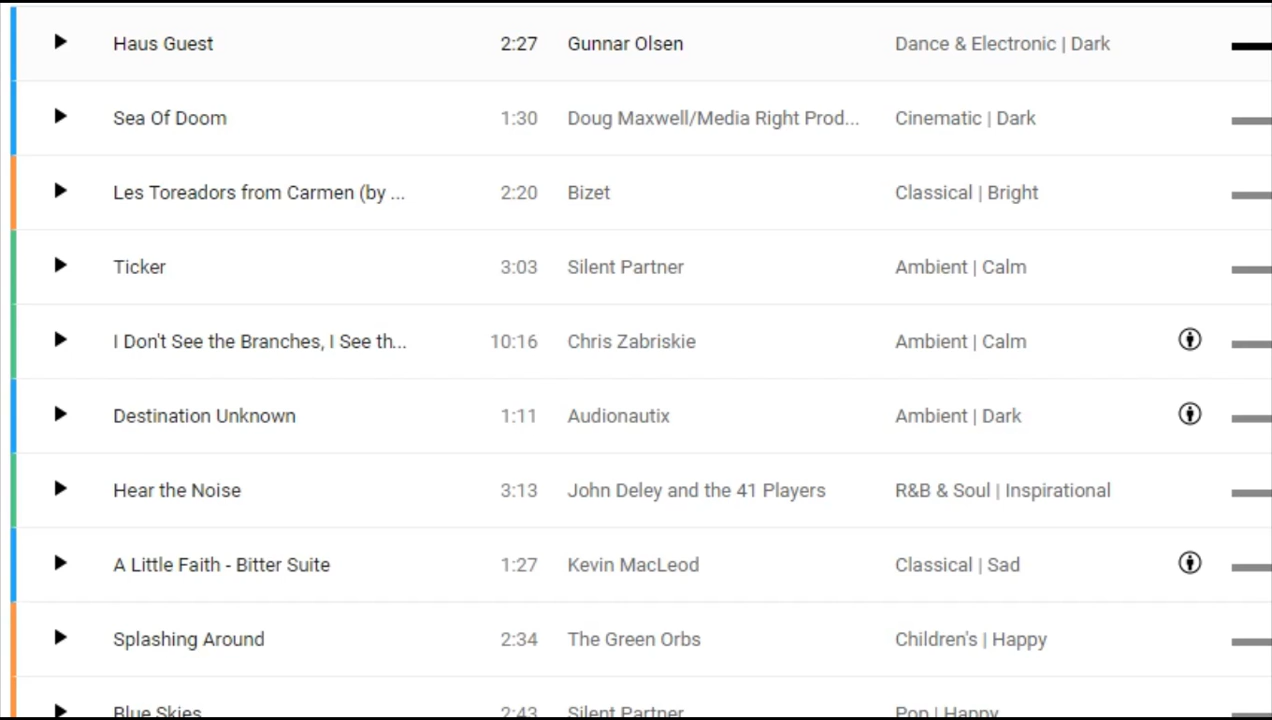 Haus Guest 2:27 Gunnar Olsen Dance & Electronic | Dark
Sea Of Doom 1:30 Doug Maxwell/Media Right Prod... Cinematic | Dark
Les Toreadors from Carmen (by ... 2:20 Bizet Classical | Bright
Ticker 3:03 Silent Partner Ambient | Calm
I Don't See the Branches, I See th... 10:16 Chris Zabriskie Ambient | Calm
Destination Unknown 1:11 Audionautix Ambient | Dark
Hear the Noise 3:13 John Deley and the 41 Players R&B & Soul | Inspirational
A Little Faith - Bitter Suite 1:27 Kevin MacLeod Classical | Sad
Splashing Around 2:34 The Green Orbs Children's | Happy
Blue Skies 2:43 Silent Partner Pop | Happy